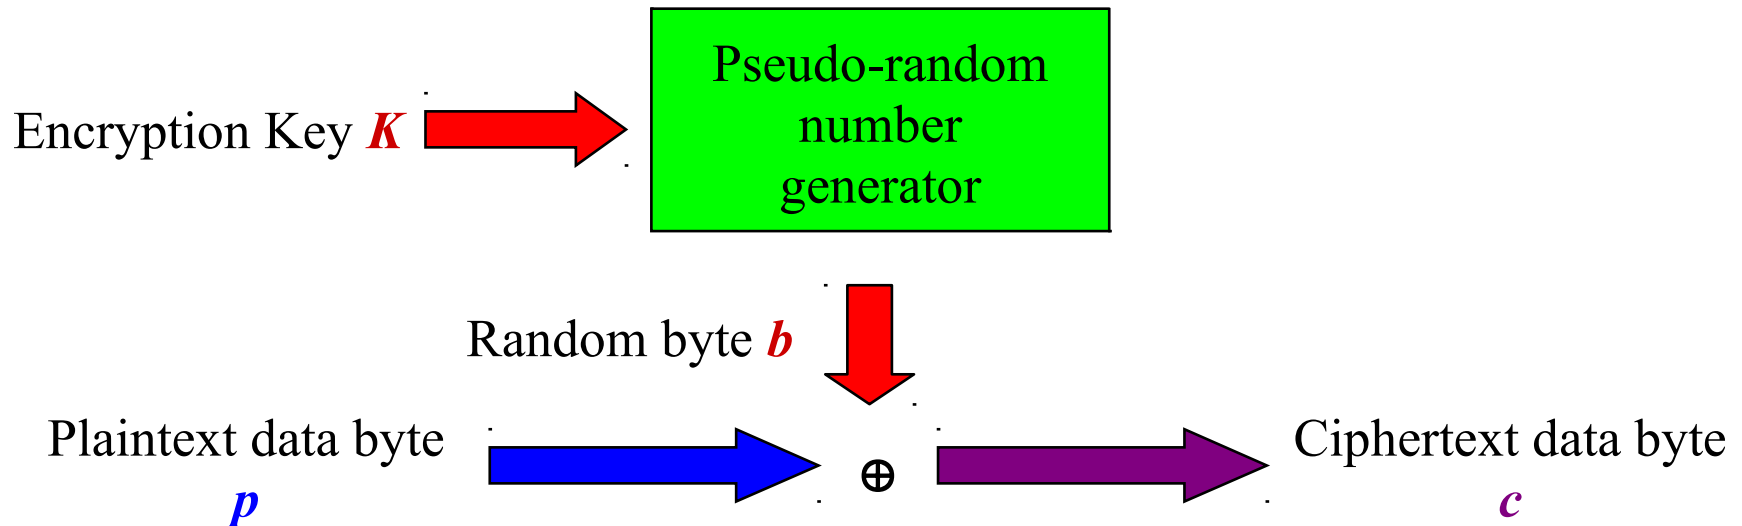 Pseudo-random
number
generator
Encryption Key K
Random byte b
Plaintext data byte
p
⊕
Ciphertext data byte
c